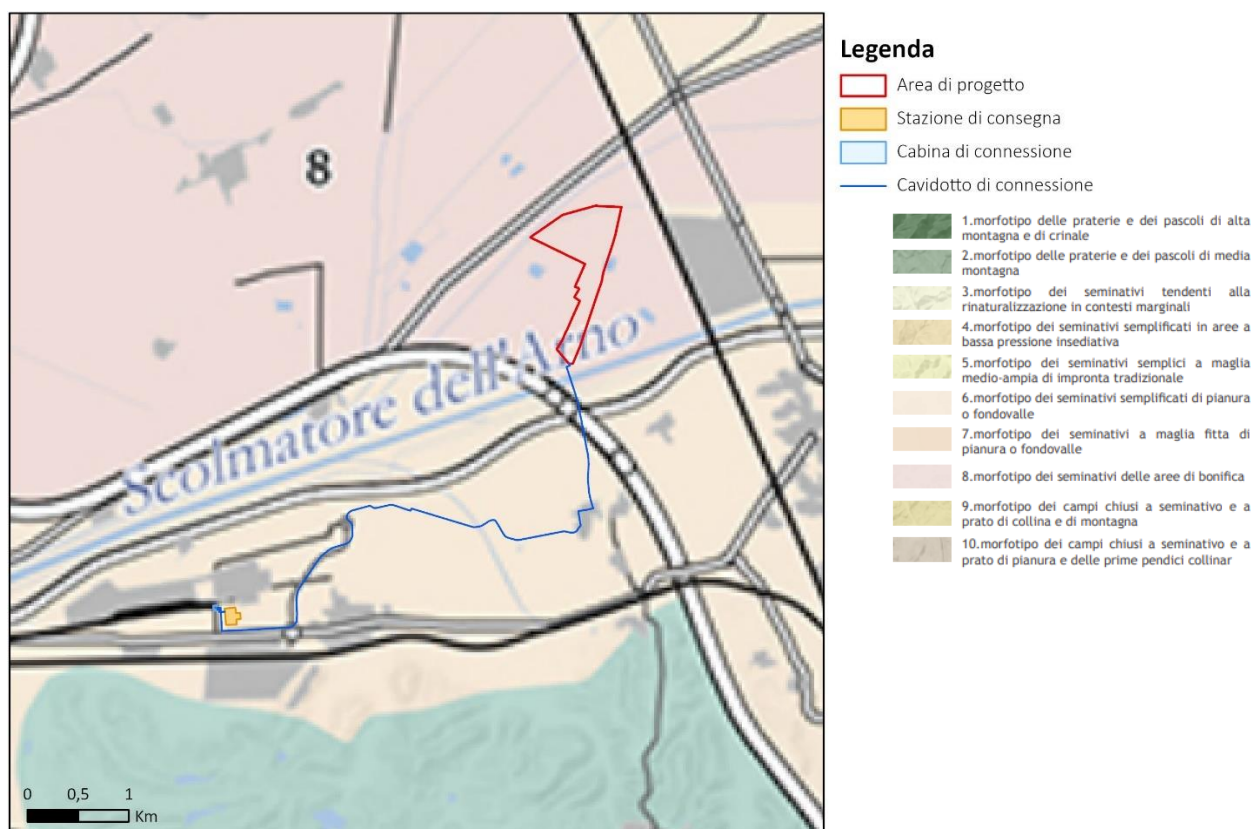 8
Scolmatore dell'Arno
0 0,5 1
Km
Legenda
Area di progetto
Stazione di consegna
Cabina di connessione
Cavidotto di connessione
1.morfotipo delle praterie e dei pascoli di alta
montagna e di crinale
2.morfotipo delle praterie e dei pascoli di media
montagna
3.morfotipo dei seminativi tendenti alla
rinaturalizzazione in contesti marginali
4.morfotipo dei seminativi semplificati in aree a
bassa pressione insediativa
5.morfotipo dei seminativi semplici a maglia
medio-ampia di impronta tradizionale
6.morfotipo dei seminativi semplificati di pianura
o fondovalle
7.morfotipo dei seminativi a maglia fitta di
pianura o fondovalle
8.morfotipo dei seminativi delle aree di bonifica
9.morfotipo dei campi chiusi a seminativo e a
prato di collina e di montagna
10.morfotipo dei campi chiusi a seminativo e a
prato di pianura e delle prime pendici collinar